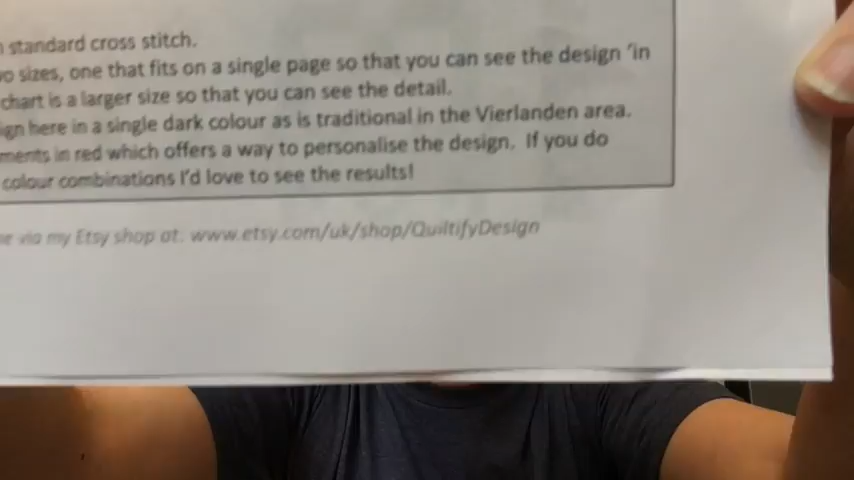 standard cross stitch.
sizes, one that fits on a single page so that you can see the design 'in
chart is a larger size so that you can see the detail.
here in a single dark colour as is traditional in the Vierlanden area.
in red which offers a way to personalise the design. If you do
colour combinations I'd love to see the results!
via my Etsy shop at: www.etsy.com/uk/shop/QuiltifyDesign